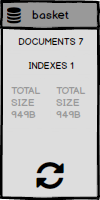 basket
DOCUMENTS 7
INDEXES 1
TOTAL TOTAL
SIZE SIZE
949B 949B